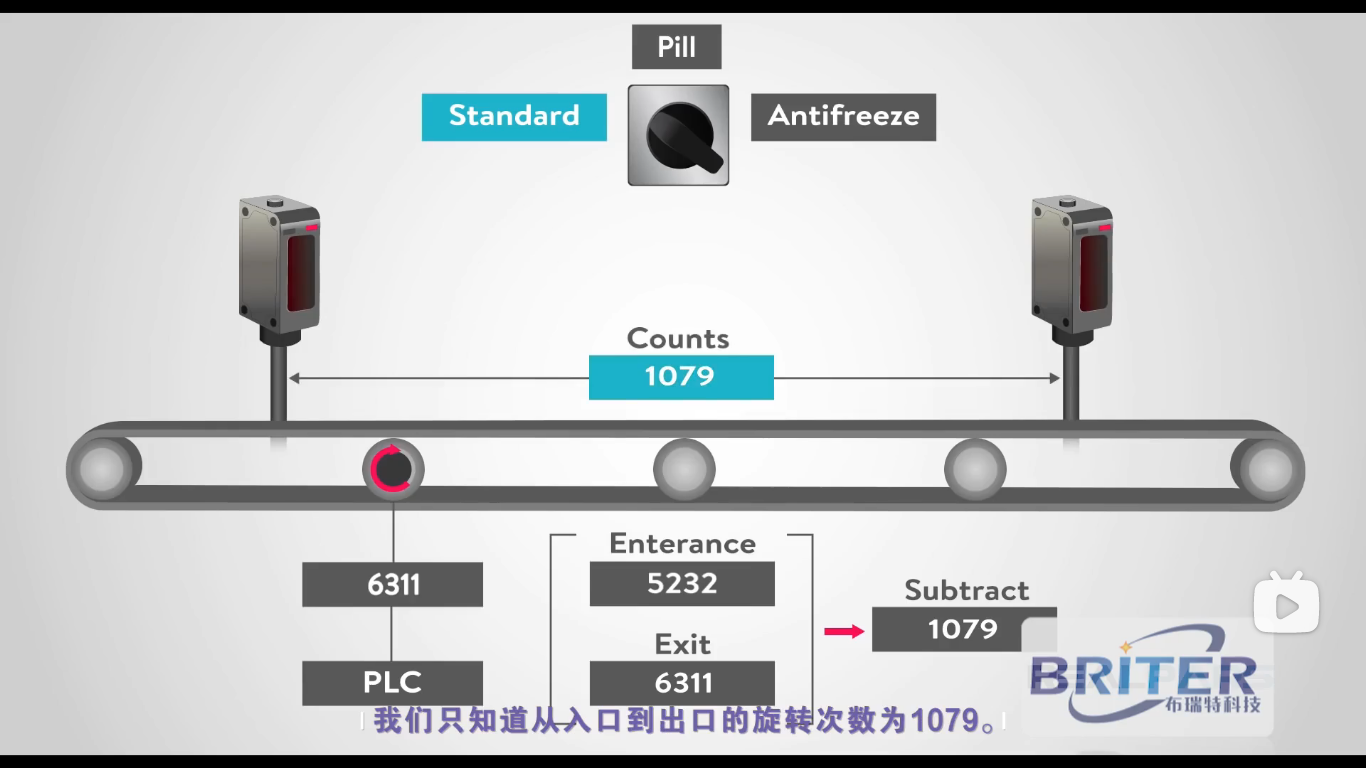 Pill
Standard
Antifreeze
Counts
1079
6311
PLC
Enterance
5232
Exit
6311
Subtract
1079
BRITER
布瑞特科技
我们只知道从入口到出口的旋转次数为1079。